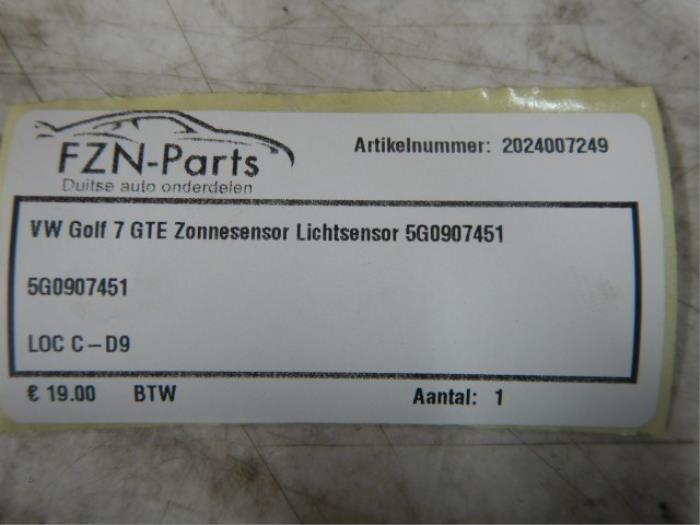 FZN-Parts
Duitse auto onderdelen
Artikelnummer: 2024007249
VW Golf 7 GTE Zonnesensor Lichtsensor 5G0907451
5G0907451
LOC C-D9
€ 19.00 BTW Aantal: 1